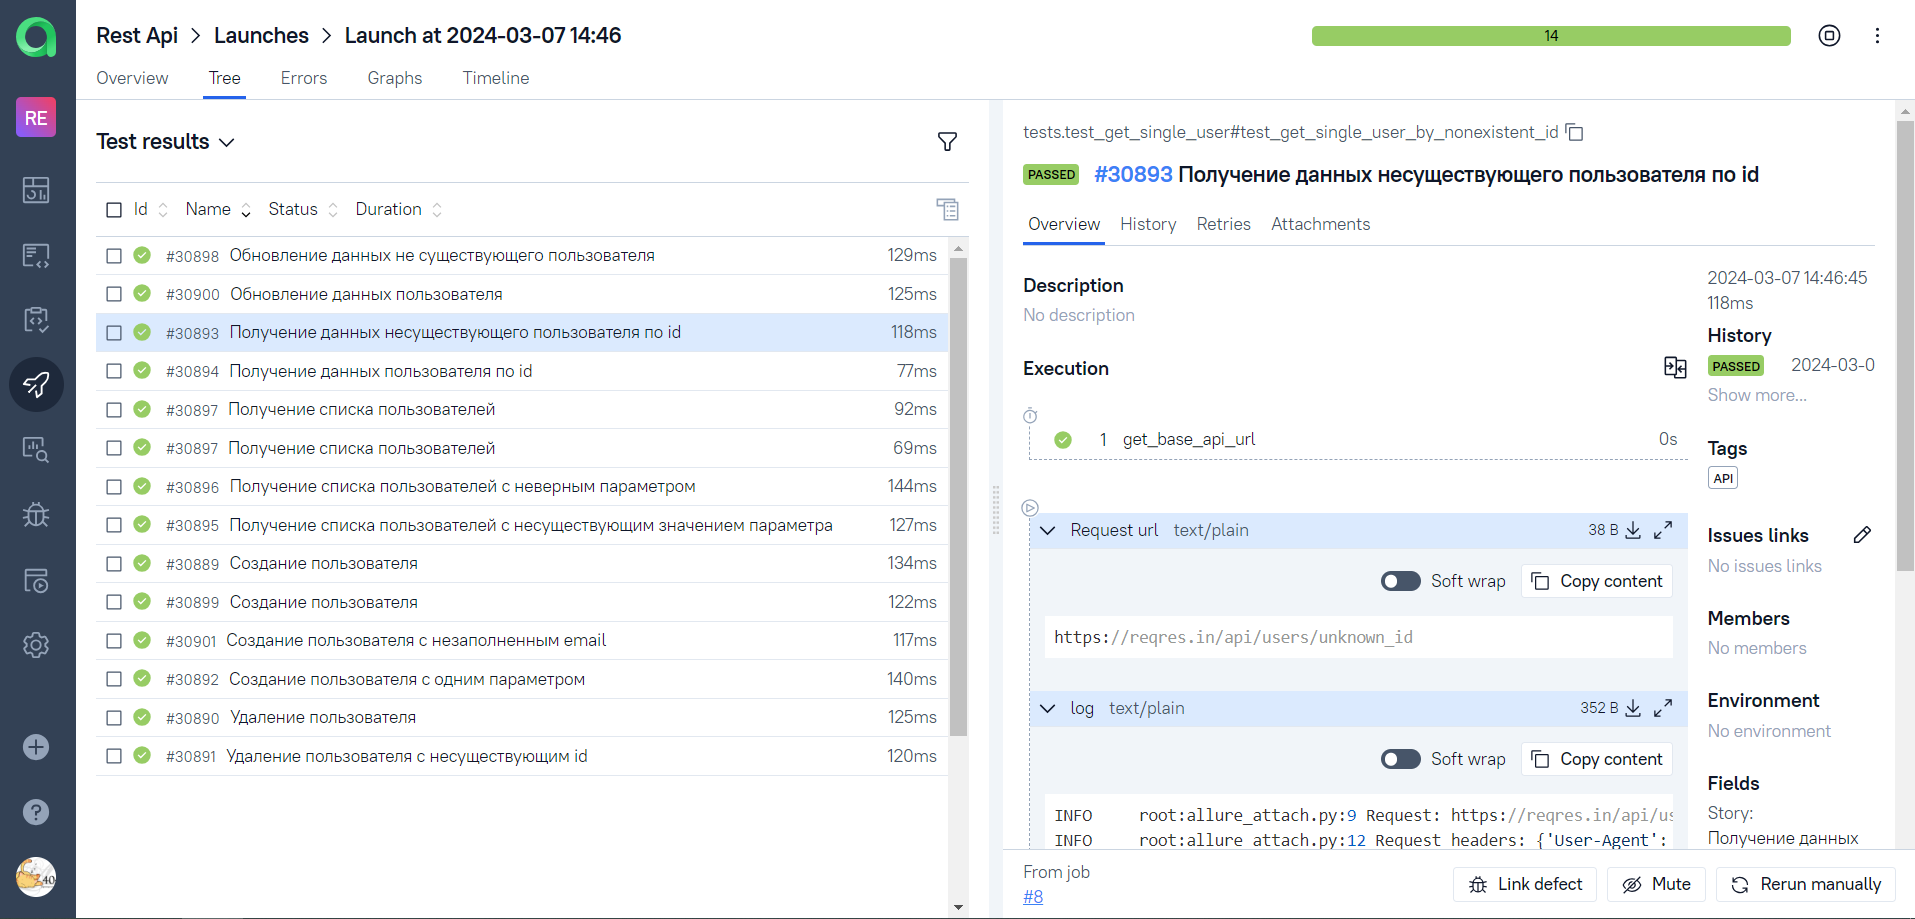 Rest Api > Launches > Launch at 2024-03-07 14:46
14
Overview Tree Errors Graphs Timeline
RE
Test results
Id Name Status Duration
#30898 Обновление данных не существующего пользователя 129ms
#30900 Обновление данных пользователя 125ms
#30893 Получение данных несуществующего пользователя по id 118ms
#30894 Получение данных пользователя по id 77ms
#30897 Получение списка пользователей 92ms
#30897 Получение списка пользователей 69ms
#30896 Получение списка пользователей с неверным параметром 144ms
#30895 Получение списка пользователей с несуществующим значением параметра 127ms
#30889 Создание пользователя 134ms
#30899 Создание пользователя 122ms
#30901 Создание пользователя с незаполненным email 117ms
#30892 Создание пользователя с одним параметром 140ms
#30890 Удаление пользователя 125ms
#30891 Удаление пользователя с несуществующим id 120ms
40
tests.test_get_single_user#test_get_single_user_by_nonexistent_id
PASSED #30893 Получение данных несуществующего пользователя по id
Overview History Retries Attachments
Description
No description
Execution
1 get_base_api_url 0s
Request url text/plain 38 B
Soft wrap Copy content
https://reqres.in/api/users/unknown_id
log text/plain 352 B
Soft wrap Copy content
INFO root:allure_attach.py:9 Request: https://reqres.in/api/us
INFO root:allure_attach.py:12 Request headers: {'User-Agent':
2024-03-07 14:46:45
118ms
History
PASSED 2024-03-0
Show more...
Tags
API
Issues links
No issues links
Members
No members
Environment
No environment
Fields
Story:
Получение данных
From job
#8
Link defect Mute Rerun manually